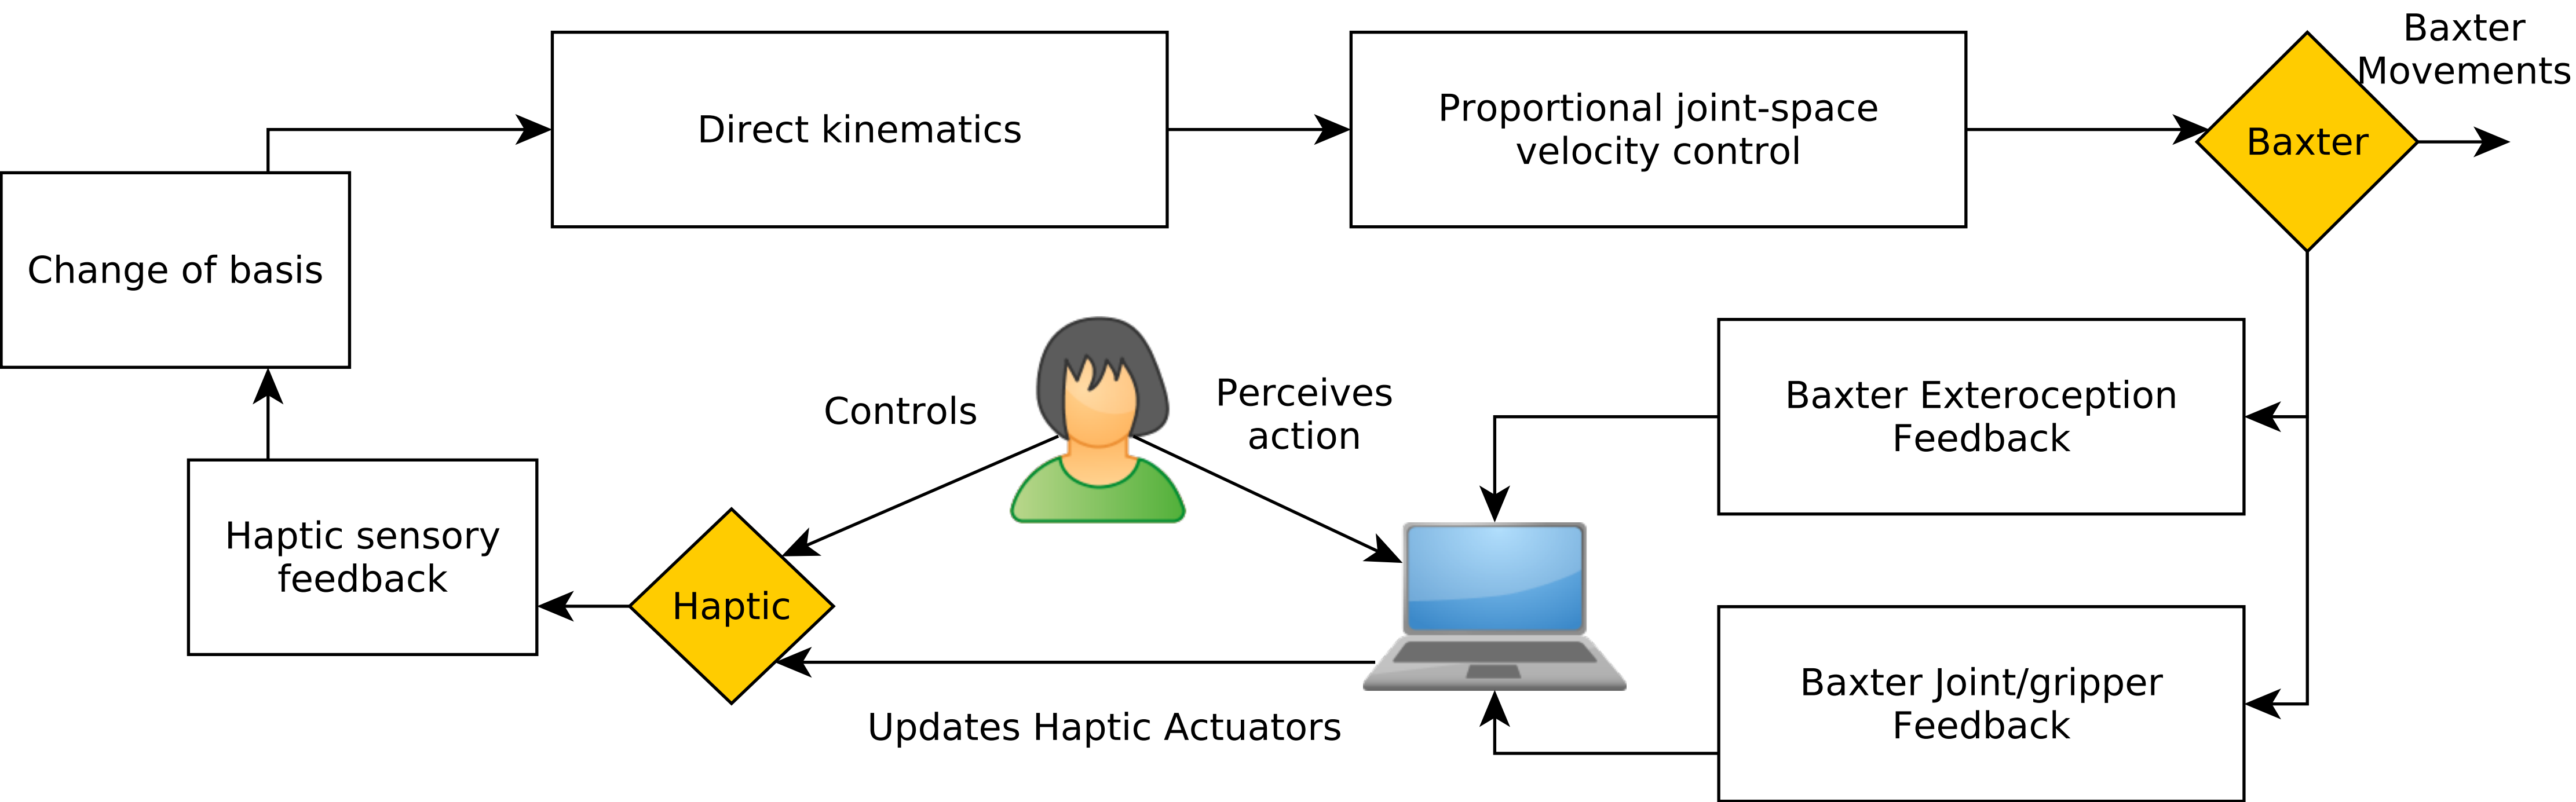 Baxter
Movements
Direct kinematics
Proportional joint-space
velocity control
Baxter
Change of basis
Controls
Perceives
action
Baxter Exteroception
Feedback
Haptic sensory
feedback
Haptic
Updates Haptic Actuators
Baxter Joint/gripper
Feedback